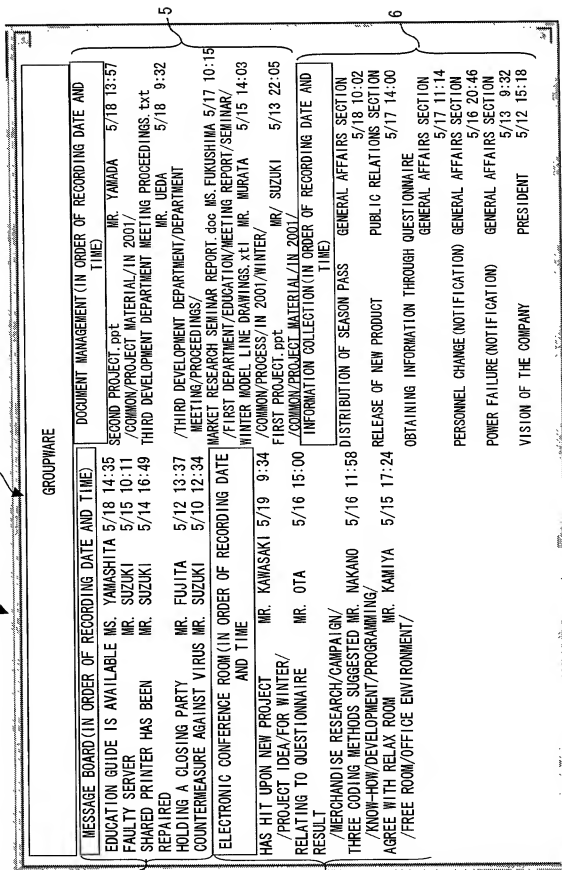 GROUPWARE
MESSAGE BOARD(IN ORDER OF RECORDING DATE AND TIME)
EDUCATION GUIDE IS AVAILABLE MS. YAMASHITA 5/18 14:35
FAULTY SERVER MR. SUZUKI 5/15 10:11
SHARED PRINTER HAS BEEN MR. SUZUKI 5/14 16:49
REPAIRED
HOLDING A CLOSING PARTY MR. FUJITA 5/12 13:37
COUNTERMEASURE AGAINST VIRUS MR. SUZUKI 5/10 12:34
ELECTRONIC CONFERENCE ROOM(IN ORDER OF RECORDING DATE
AND TIME
HAS HIT UPON NEW PROJECT MR. KAWASAKI 5/19 9:34
/PROJECT IDEA/FOR WINTER/
RELATING TO QUESTIONNAIRE MR. OTA 5/16 15:00
RESULT
/MERCHANDISE RESEARCH/CAMPAIGN/
THREE CODING METHODS SUGGESTED MR. NAKANO 5/16 11:58
/KNOW-HOW/DEVELOPMENT/PROGRAMMING/
AGREE WITH RELAX ROOM MR. KAMIYA 5/15 17:24
/FREE ROOM/OFFICE ENVIRONMENT/
DOCUMENT MANAGEMENT(IN ORDER OF RECORDING DATE AND
TIME)
SECOND PROJECT.ppt MR. YAMADA 5/18 13:57
/COMMON/PROJECT MATERIAL/IN 2001/
THIRD DEVELOPMENT DEPARTMENT MEETING PROCEEDINGS.txt
MR. UEDA 5/18 9:32
/THIRD DEVELOPMENT DEPARTMENT/DEPARTMENT
MEETING/PROCEEDINGS/
MARKET RESEARCH SEMINAR REPORT.doc MS.FUKUSHIMA 5/17 10:15
/FIRST DEPARTMENT/EDUCATION/MEETING REPORT/SEMINAR/
WINTER MODEL LINE DRAWINGS.xtl MR. MURATA 5/15 14:03
/COMMON/PROCESS/IN 2001/WINTER/
FIRST PROJECT.ppt MR/ SUZUKI 5/13 22:05
/COMMON/PROJECT MATERIAL/IN 2001/
INFORMATION COLLECTION(IN ORDER OF RECORDING DATE AND
TIME)
DISTRIBUTION OF SEASON PASS GENERAL AFFAIRS SECTION
5/18 10:02
RELEASE OF NEW PRODUCT PUBLIC RELATIONS SECTION
5/17 14:00
OBTAINING INFORMATION THROUGH QUESTIONNAIRE
GENERAL AFFAIRS SECTION
5/17 11:14
PERSONNEL CHANGE(NOTIFICATION) GENERAL AFFAIRS SECTION
5/16 20:46
POWER FAILURE(NOTIFICATION) GENERAL AFFAIRS SECTION
5/13 9:32
VISION OF THE COMPANY PRESIDENT 5/12 15:18
5
6